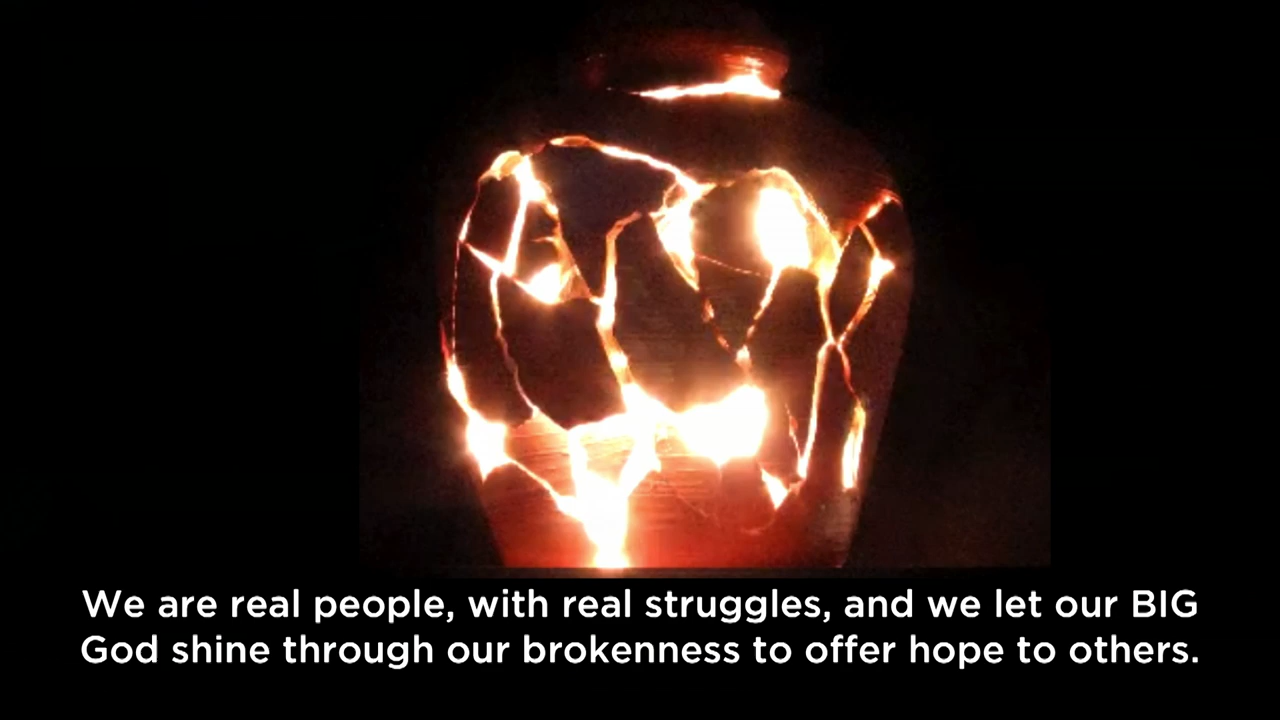 We are real people, with real struggles, and we let our BIG
God shine through our brokenness to offer hope to others.